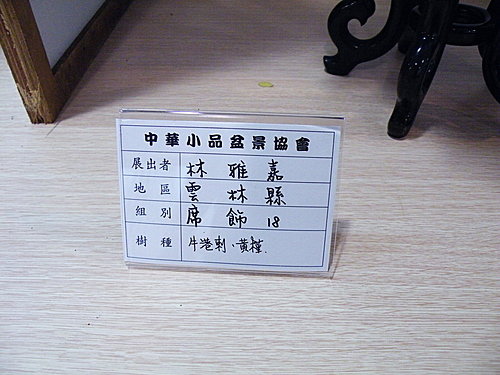 中華小品盆景協會
展出者 林雅嘉
地區 雲林縣
組別 席飾 18
樹種 牛港刺、黃槿.